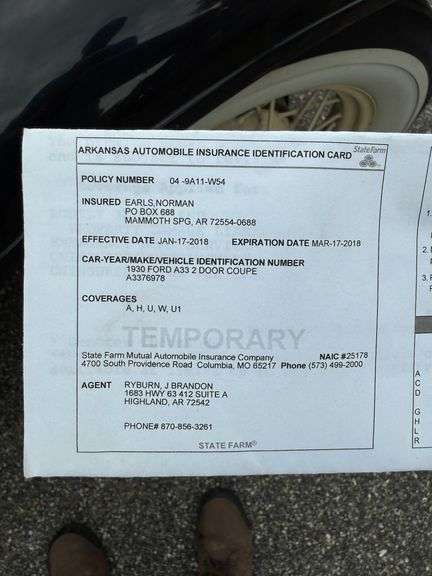 ARKANSAS AUTOMOBILE INSURANCE IDENTIFICATION CARD StateFarm
POLICY NUMBER 04 -9A11-W54
INSURED EARLS,NORMAN
PO BOX 688
MAMMOTH SPG, AR 72554-0688
EFFECTIVE DATE JAN-17-2018 EXPIRATION DATE MAR-17-2018
CAR-YEAR/MAKE/VEHICLE IDENTIFICATION NUMBER
1930 FORD A33 2 DOOR COUPE
A3376978
COVERAGES
A, H, U, W, U1
TEMPORARY
State Farm Mutual Automobile Insurance Company NAIC #25178
4700 South Providence Road Columbia, MO 65217 Phone (573) 499-2000
AGENT RYBURN, J BRANDON
1683 HWY 63 412 SUITE A
HIGHLAND, AR 72542
PHONE# 870-856-3261
STATE FARM®
1.
2.
3.
A
C
D
G
H
L
R